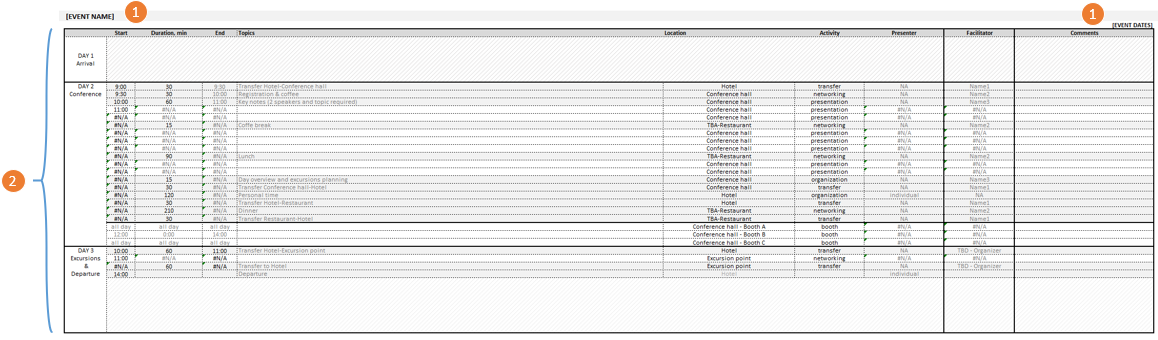 [EVENT NAME] 1 1
[EVENT DATES]
Start Duration, min End Topics Location Activity Presenter Facilitator Comments
DAY 1
Arrival
DAY 2 9:00 30 9:30 Transfer Hotel-Conference hall Hotel transfer NA Name1
Conference 9:30 30 10:00 Registration & coffee Conference hall networking NA Name2
10:00 60 11:00 Key notes (2 speakers and topic required) Conference hall presentation NA Name3
11:00 #N/A #N/A Conference hall presentation #N/A #N/A
#N/A #N/A #N/A Conference hall presentation #N/A #N/A
#N/A 15 #N/A Coffe break TBA-Restaurant networking NA Name2
#N/A #N/A #N/A Conference hall presentation #N/A #N/A
#N/A #N/A #N/A Conference hall presentation #N/A #N/A
#N/A #N/A #N/A Conference hall presentation #N/A #N/A
#N/A 90 #N/A Lunch TBA-Restaurant networking NA Name2
#N/A #N/A #N/A Conference hall presentation #N/A #N/A
#N/A #N/A #N/A Conference hall presentation #N/A #N/A
2 #N/A 15 #N/A Day overview and excursions planning Conference hall organization NA Name3
#N/A 30 #N/A Transfer Conference hall-Hotel Conference hall transfer NA Name1
#N/A 120 #N/A Personal time Hotel organization individual NA
#N/A 30 #N/A Transfer Hotel-Restaurant Hotel transfer NA Name1
#N/A 210 #N/A Dinner TBA-Restaurant networking NA Name2
#N/A 30 #N/A Transfer Restaurant-Hotel TBA-Restaurant transfer NA Name1
all day all day all day Conference hall - Booth A booth #N/A #N/A
12:00 0:00 14:00 Conference hall - Booth B booth #N/A #N/A
all day all day all day Conference hall - Booth C booth #N/A #N/A
DAY 3 10:00 60 11:00 Transfer Hotel-Excursion point Hotel transfer NA TBD - Organizer
Excursions 11:00 #N/A #N/A Excursion point networking #N/A #N/A
& #N/A 60 #N/A Transfer to Hotel Excursion point transfer NA TBD - Organizer
Departure 14:00 Departure Hotel individual